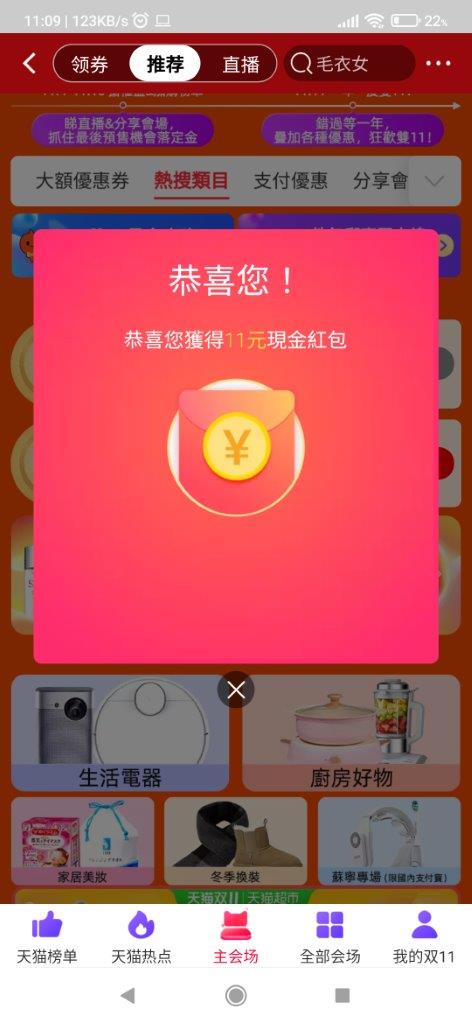 11:09 | 123KB/s
22%
领券
推荐
直播
毛衣女
睇直播&分享會場,
抓住最後預售機會落定金
錯過等一年,
疊加各種優惠，狂歡雙11!
大額優惠券
熱搜類目
支付優惠
分享會
恭喜您！
恭喜您獲得11元現金紅包
¥
生活電器
廚房好物
家居美妝
冬季換裝
蘇寧專場 (限國內支付寶)
天猫双11 天猫超市
天猫榜单
天猫热点
主会场
全部会场
我的双11